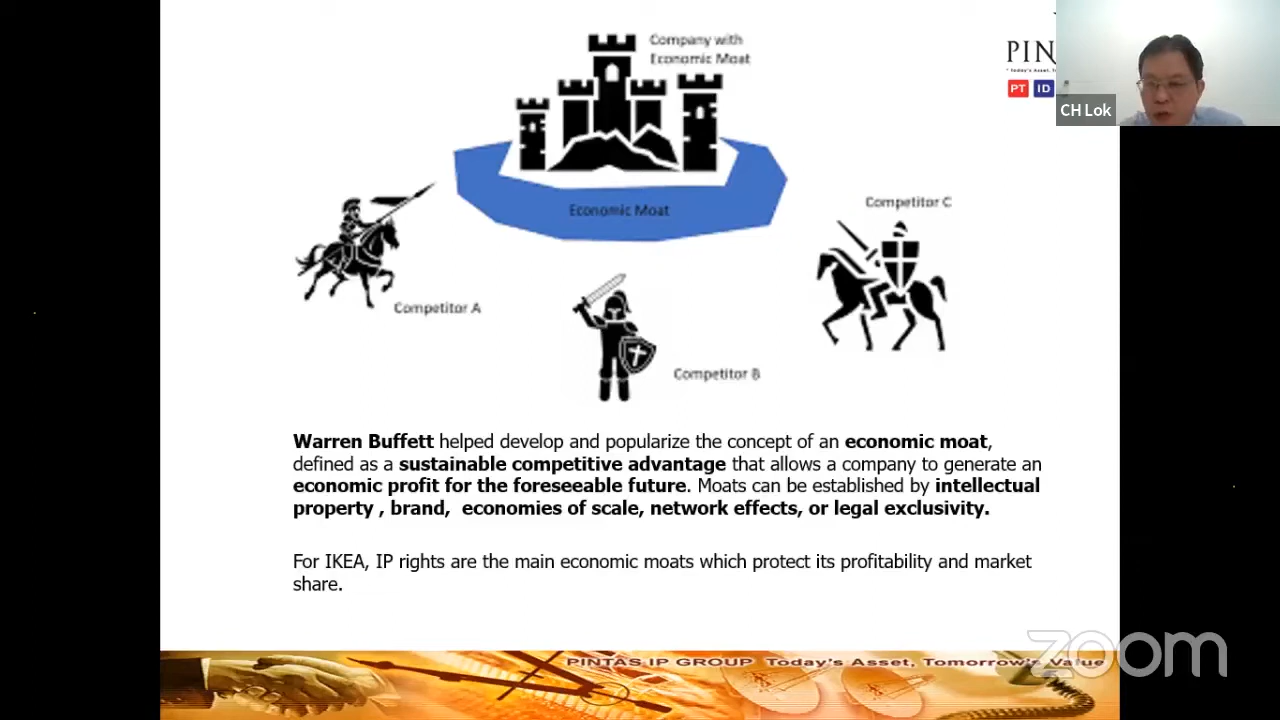 Company with
Economic Moat
PIN
PT ID
CH Lok
Economic Moat
Competitor C
Competitor A
Competitor B
Warren Buffett helped develop and popularize the concept of an economic moat,
defined as a sustainable competitive advantage that allows a company to generate an
economic profit for the foreseeable future. Moats can be established by intellectual
property , brand,  economies of scale, network effects, or legal exclusivity.
For IKEA, IP rights are the main economic moats which protect its profitability and market
share.
PINTAS IP GROUP Today's Asset, Tomorrow's Value
zoom